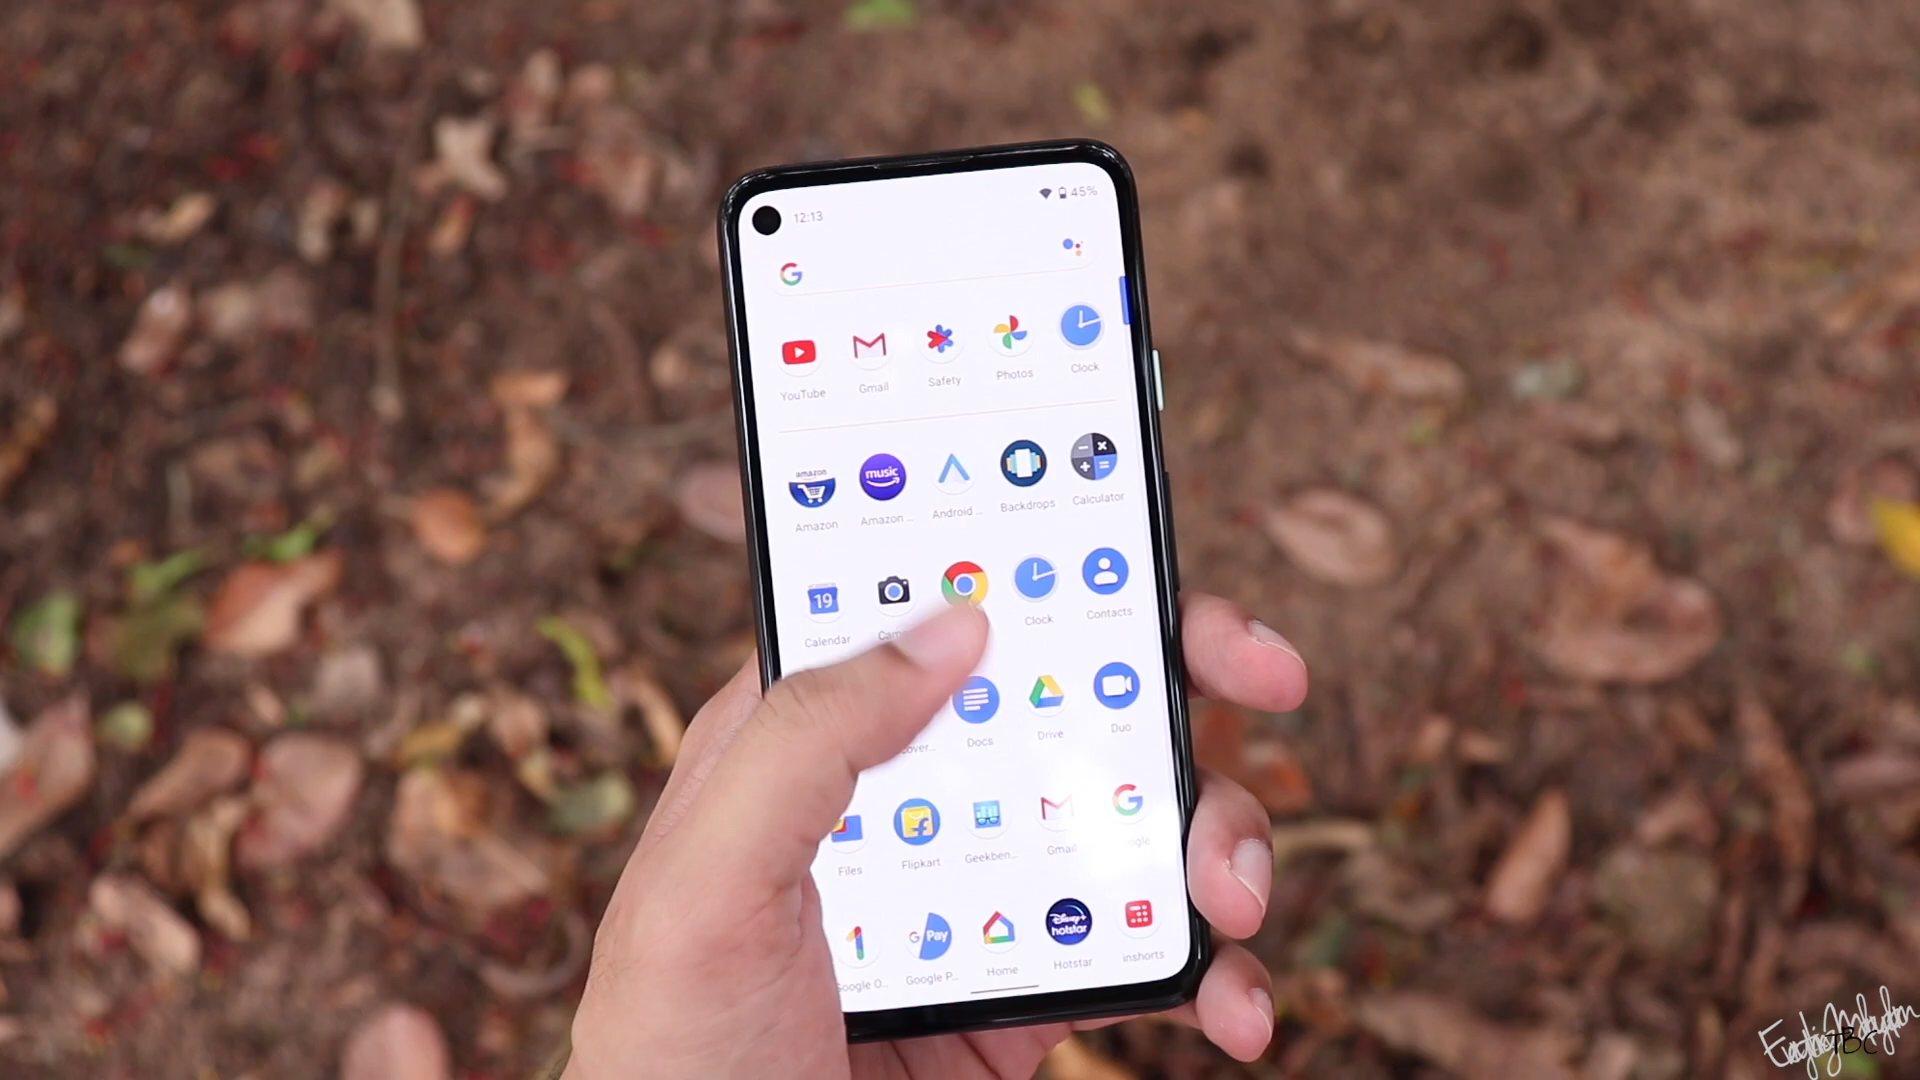 12:13 45%
G
YouTube Gmail Safety Photos Clock
amazon music
Amazon Amazon ... Android ... Backdrops Calculator
19
Calendar Clock Contacts
Docs Drive Duo
Files Flipkart Geekben... Gmail
G Pay Disney+ hotstar
Google P... Home Hotstar inshorts
TBC